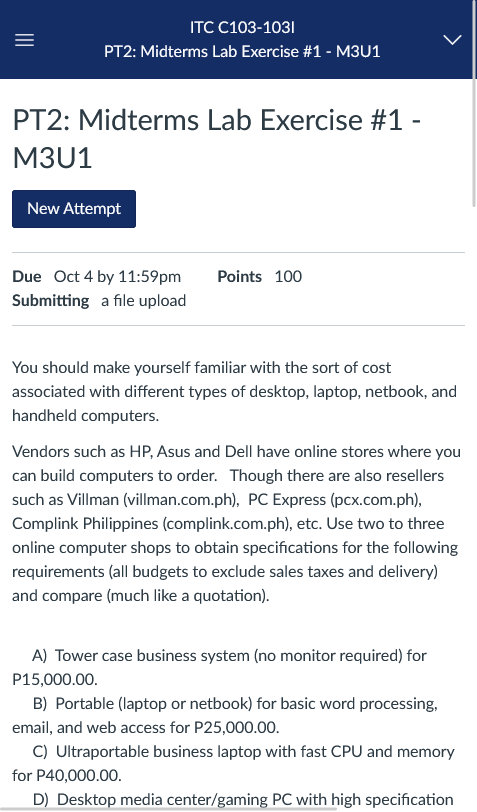 ITC C103-103I
PT2: Midterms Lab Exercise #1 - M3U1
PT2: Midterms Lab Exercise #1 -
M3U1
New Attempt
Due Oct 4 by 11:59pm Points 100
Submitting a file upload
You should make yourself familiar with the sort of cost
associated with different types of desktop, laptop, netbook, and
handheld computers.
Vendors such as HP, Asus and Dell have online stores where you
can build computers to order. Though there are also resellers
such as Villman (villman.com.ph), PC Express (pcx.com.ph),
Complink Philippines (complink.com.ph), etc. Use two to three
online computer shops to obtain specifications for the following
requirements (all budgets to exclude sales taxes and delivery)
and compare (much like a quotation).
A) Tower case business system (no monitor required) for
P15,000.00.
B) Portable (laptop or netbook) for basic word processing,
email, and web access for P25,000.00.
C) Ultraportable business laptop with fast CPU and memory
for P40,000.00.
D) Desktop media center/gaming PC with high specification